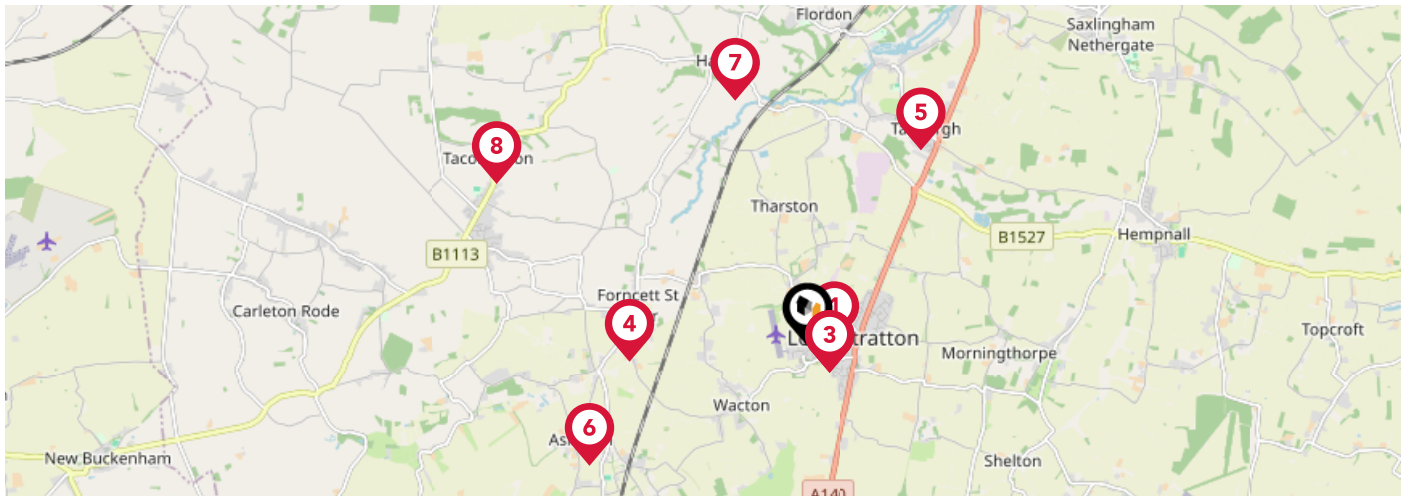 Flordon
Saxlingham
Nethergate
7
5
8
Tharston
B1527
Hempnall
B1113
Forncett St
Carleton Rode
1
4
3
Topcroft
Morningthorpe
Wacton
6
New Buckenham
Shelton
A140